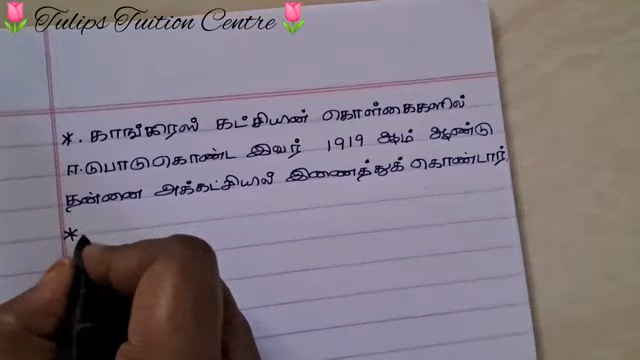 Tulips Tuition Centre
*. காங்கிரஸ் கட்சியின் கொள்கைகளில்
ஈடுபாடுகொண்ட இவர் 1919 ஆம் ஆண்டு
தன்னை அக்கட்சியில் இணைத்துக் கொண்டார்.
*